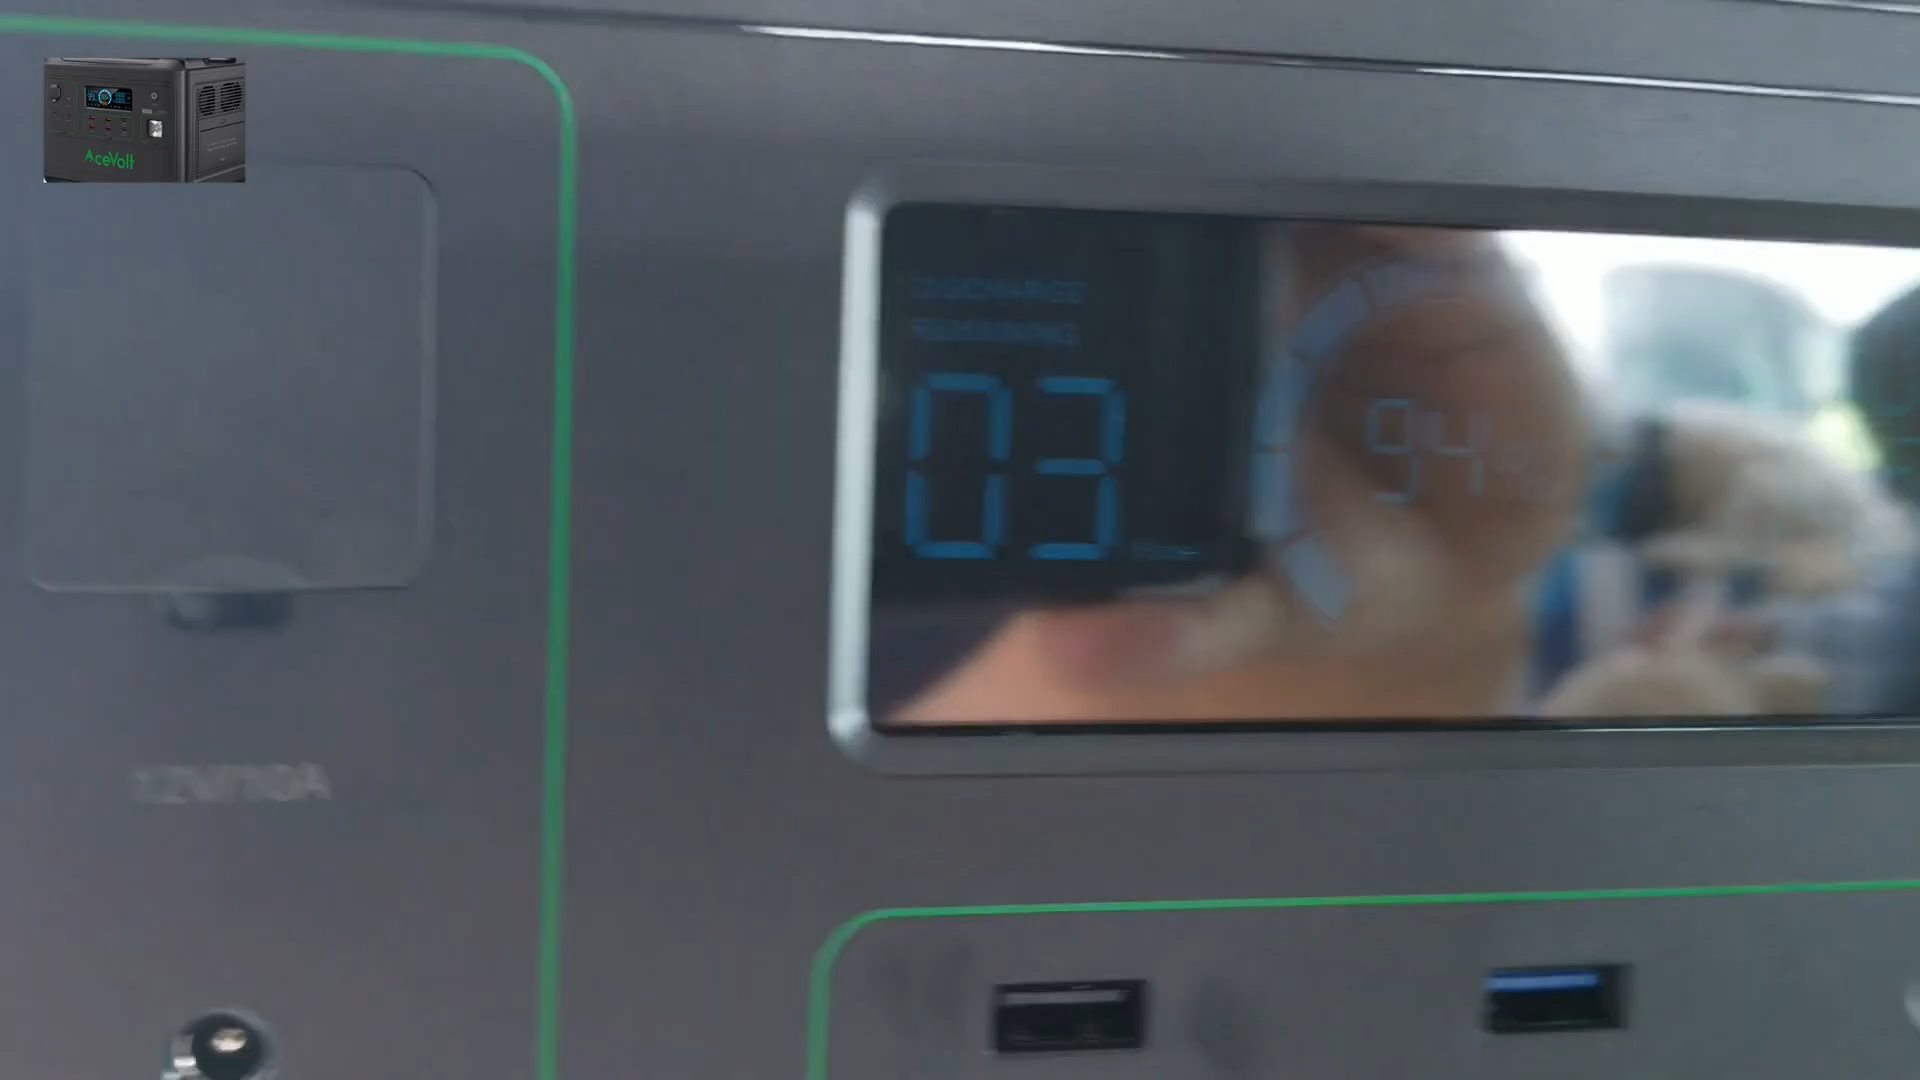 AceVolt
DISCHARGE
REMAINING
03
94%
12V/10A